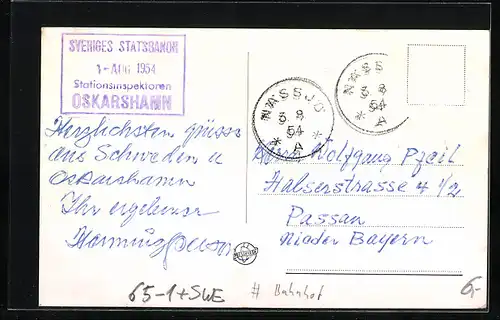 SVERIGES STATSBANOR
1-AUG 1954
Stationsinspektoren
OSKARSHAMN
NÄSSJÖ
3 8
54
* A *
NÄSS
3 8
54
* A
Herzlichsten grüsse
aus Schweden u
Oskarshamn
Ihr ergebener
Herrn Wolfgang Pfeil
Halserstrasse 4 1/2
Passau
Nieder Bayern
65-1+SWE
# Bahnhof
6,-